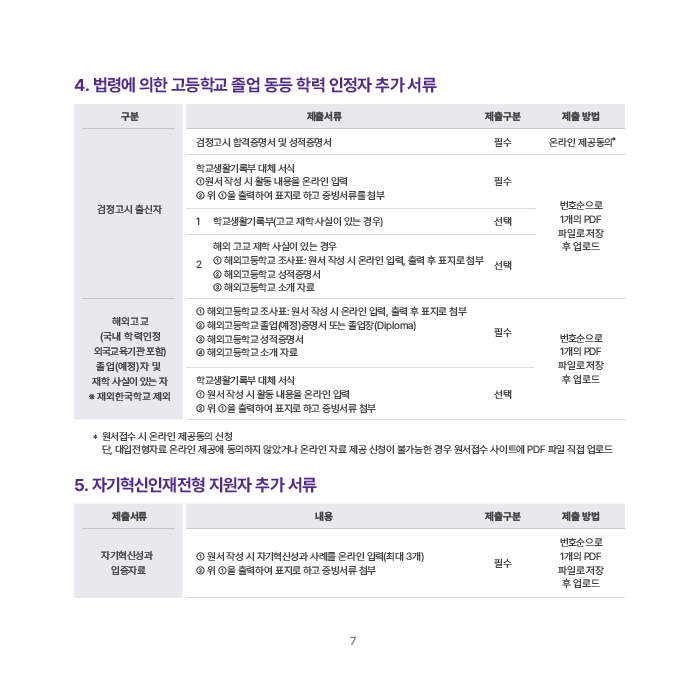 4. 법령에 의한 고등학교 졸업 동등 학력 인정자 추가 서류
구분 제출서류 제출구분 제출 방법
검정고시 출신자
검정고시 합격증명서 및 성적증명서 필수 온라인 제공동의*
학교생활기록부 대체 서식
①원서 작성 시 활동 내용을 온라인 입력
② 위 ①을 출력하여 표지로 하고 증빙서류를 첨부
필수
1 학교생활기록부(고교 재학 사실이 있는 경우) 선택
2 해외 고교 재학 사실이 있는 경우
① 해외고등학교 조사표: 원서 작성 시 온라인 입력, 출력 후 표지로 첨부
② 해외고등학교 성적증명서
③ 해외고등학교 소개 자료
선택
번호순으로
1개의 PDF
파일로 저장
후 업로드
해외고교
(국내 학력인정
외국교육기관 포함)
졸업(예정)자 및
재학 사실이 있는 자
※ 재외한국학교 제외
① 해외고등학교 조사표: 원서 작성 시 온라인 입력, 출력 후 표지로 첨부
② 해외고등학교 졸업(예정)증명서 또는 졸업장(Diploma)
③ 해외고등학교 성적증명서
④ 해외고등학교 소개 자료
필수
학교생활기록부 대체 서식
① 원서 작성 시 활동 내용을 온라인 입력
② 위 ①을 출력하여 표지로 하고 증빙서류 첨부
선택
번호순으로
1개의 PDF
파일로 저장
후 업로드
* 원서접수 시 온라인 제공동의 신청
단, 대입전형자료 온라인 제공에 동의하지 않았거나 온라인 자료 제공 신청이 불가능한 경우 원서접수 사이트에 PDF 파일 직접 업로드
5. 자기혁신인재전형 지원자 추가 서류
제출서류 내용 제출구분 제출 방법
자기혁신성과
입증자료
① 원서 작성 시 자기혁신성과 사례를 온라인 입력(최대 3개)
② 위 ①을 출력하여 표지로 하고 증빙서류 첨부
필수
번호순으로
1개의 PDF
파일로 저장
후 업로드
7